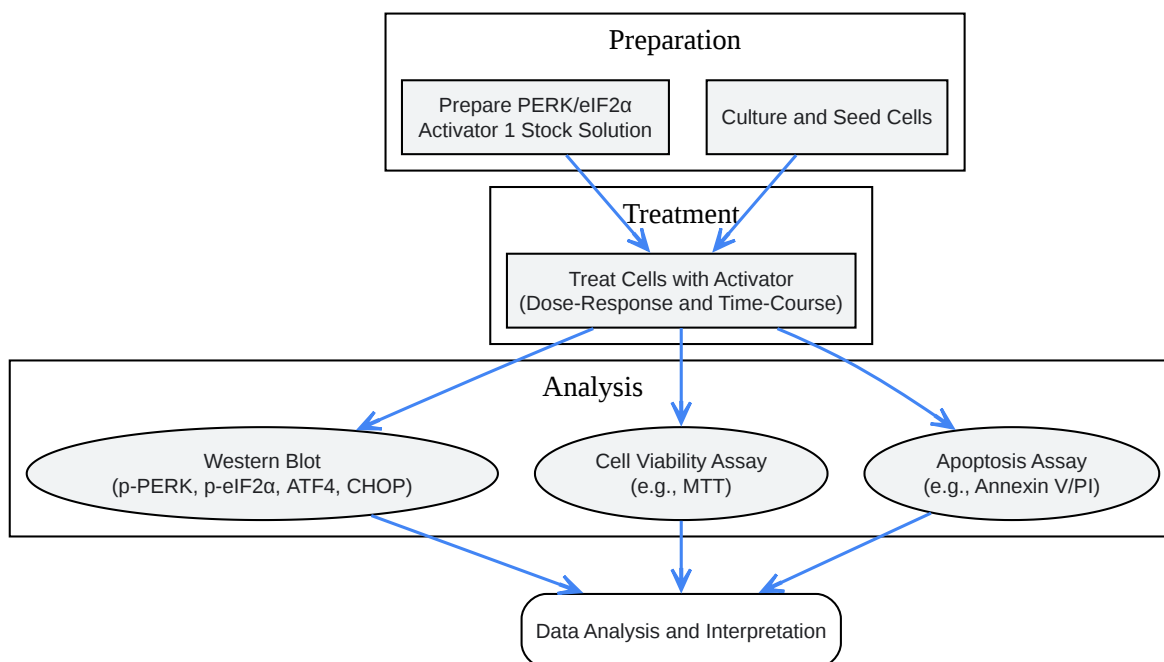 Preparation
Prepare PERK/eIF2α
Activator 1 Stock Solution
Culture and Seed Cells
Treatment
Treat Cells with Activator
(Dose-Response and Time-Course)
Analysis
Western Blot
(p-PERK, p-eIF2α, ATF4, CHOP)
Cell Viability Assay
(e.g., MTT)
Apoptosis Assay
(e.g., Annexin V/PI)
Data Analysis and Interpretation